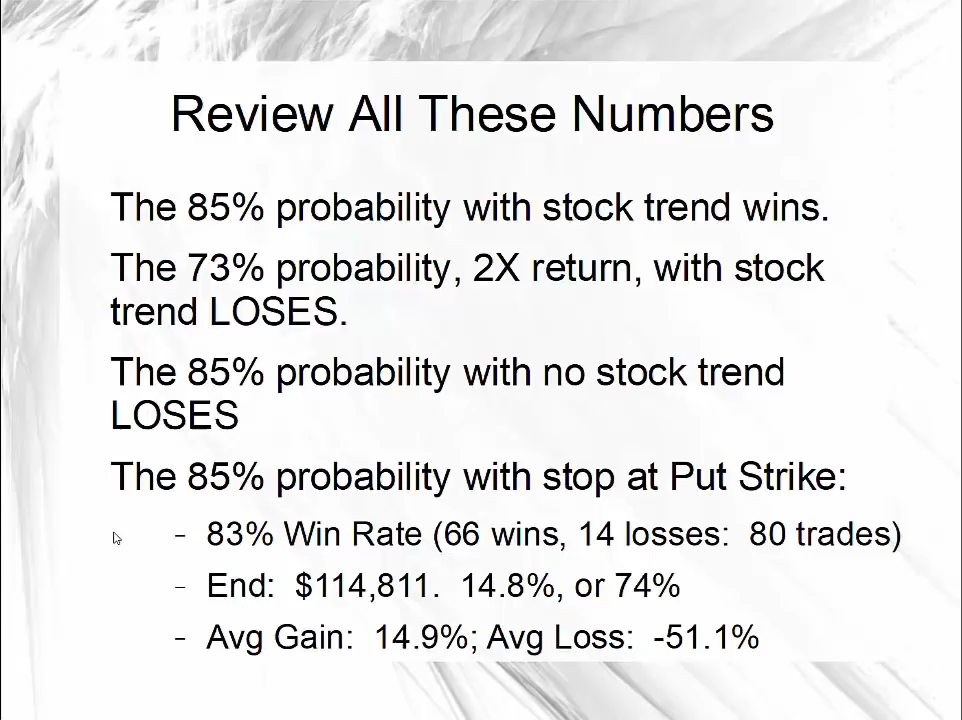 Review All These Numbers
The 85% probability with stock trend wins.
The 73% probability, 2X return, with stock
trend LOSES.
The 85% probability with no stock trend
LOSES
The 85% probability with stop at Put Strike:
– 83% Win Rate (66 wins, 14 losses:  80 trades)
– End:  $114,811.  14.8%, or 74%
– Avg Gain:  14.9%; Avg Loss:  -51.1%